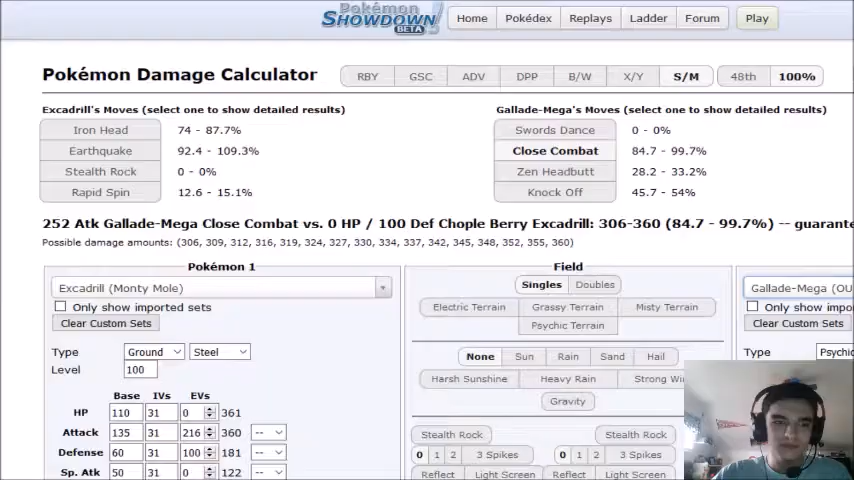 Pokémon
SHOWDOWN!
BETA
Home
Pokédex
Replays
Ladder
Forum
Play
Pokémon Damage Calculator
RBY
GSC
ADV
DPP
B/W
X/Y
S/M
48th
100%
Excadrill's Moves (select one to show detailed results)
Gallade-Mega's Moves (select one to show detailed results)
Iron Head 74 - 87.7%
Swords Dance 0 - 0%
Earthquake 92.4 - 109.3%
Close Combat 84.7 - 99.7%
Stealth Rock 0 - 0%
Zen Headbutt 28.2 - 33.2%
Rapid Spin 12.6 - 15.1%
Knock Off 45.7 - 54%
252 Atk Gallade-Mega Close Combat vs. 0 HP / 100 Def Chople Berry Excadrill: 306-360 (84.7 - 99.7%) -- guarante
Possible damage amounts: (306, 309, 312, 316, 319, 324, 327, 330, 334, 337, 342, 345, 348, 352, 355, 360)
Pokémon 1
Field
Excadrill (Monty Mole)
Singles Doubles
Gallade-Mega (OU
Only show imported sets
Electric Terrain Grassy Terrain Misty Terrain
Only show impo
Clear Custom Sets
Psychic Terrain
Clear Custom Sets
Type Ground Steel
None Sun Rain Sand Hail
Type Psychic
Level 100
Harsh Sunshine Heavy Rain Strong Wi
Gravity
Base IVs EVs
HP 110 31 0 361
Attack 135 31 216 360 --
Stealth Rock Stealth Rock
Defense 60 31 100 181 --
0 1 2 3 Spikes 0 1 2 3 Spikes
Sp. Atk 50 31 0 122 --
Reflect Light Screen Reflect Light Screen